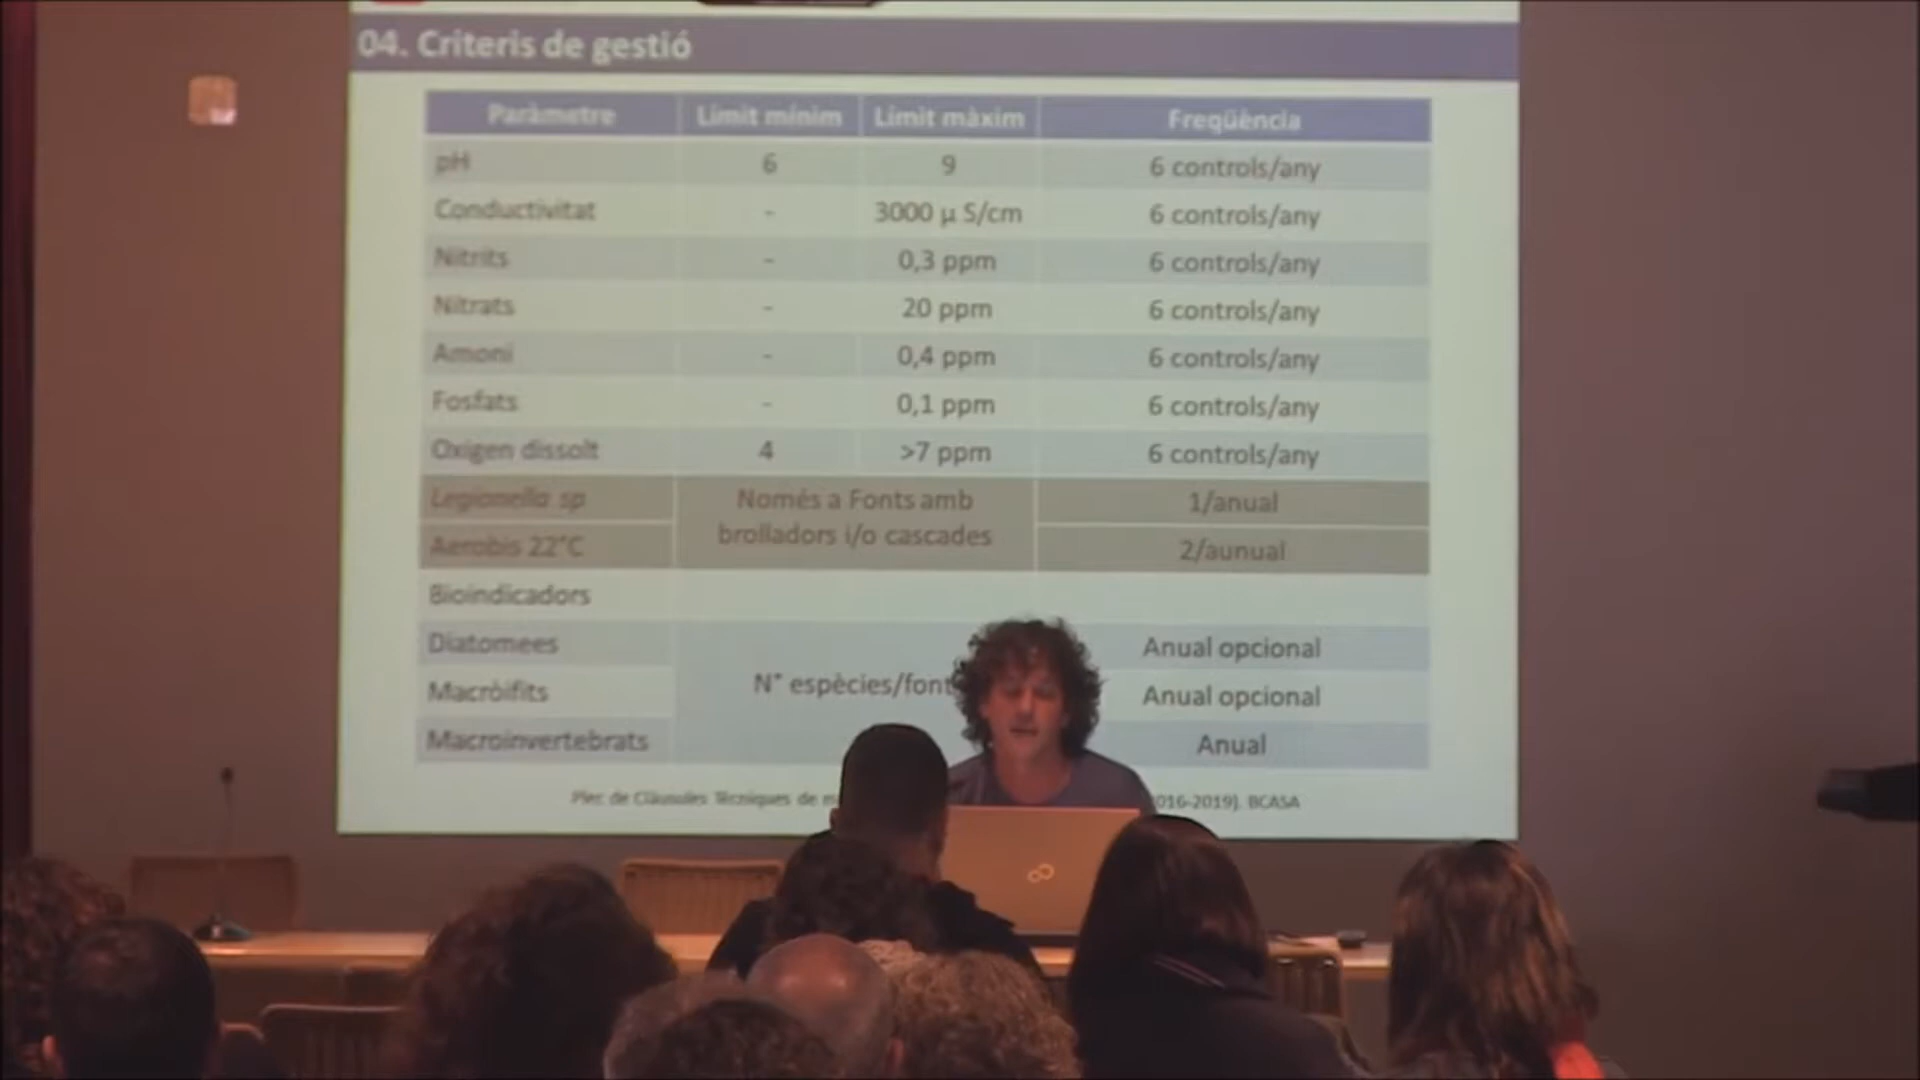 04. Criteris de gestió
Paràmetre Límit mínim Límit màxim Freqüència
pH 6 9 6 controls/any
Conductivitat - 3000 µ S/cm 6 controls/any
Nitrits - 0,3 ppm 6 controls/any
Nitrats - 20 ppm 6 controls/any
Amoni - 0,4 ppm 6 controls/any
Fosfats - 0,1 ppm 6 controls/any
Oxigen dissolt 4 >7 ppm 6 controls/any
Legionella sp Només a Fonts amb 1/anual
Aerobis 22°C brolladors i/o cascades 2/aunual
Bioindicadors
Diatomees Anual opcional
Macròifits N° espècies/font Anual opcional
Macroinvertebrats Anual
Plec de Clàusules Tècniques de 016-2019). BCASA